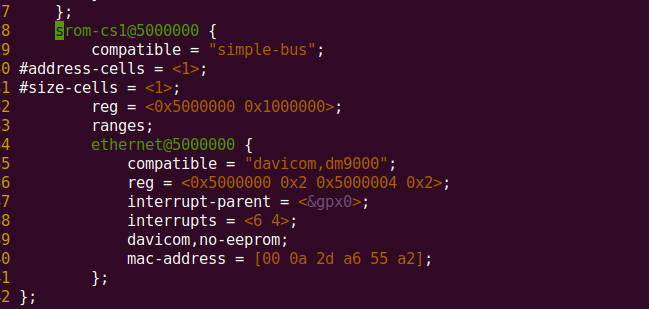 7     };
8     srom-cs1@5000000 {
9         compatible = "simple-bus";
0 #address-cells = <1>;
1 #size-cells = <1>;
2         reg = <0x5000000 0x1000000>;
3         ranges;
4         ethernet@5000000 {
5             compatible = "davicom,dm9000";
6             reg = <0x5000000 0x2 0x5000004 0x2>;
7             interrupt-parent = <&gpx0>;
8             interrupts = <6 4>;
9             davicom,no-eeprom;
0             mac-address = [00 0a 2d a6 55 a2];
1         };
2 };